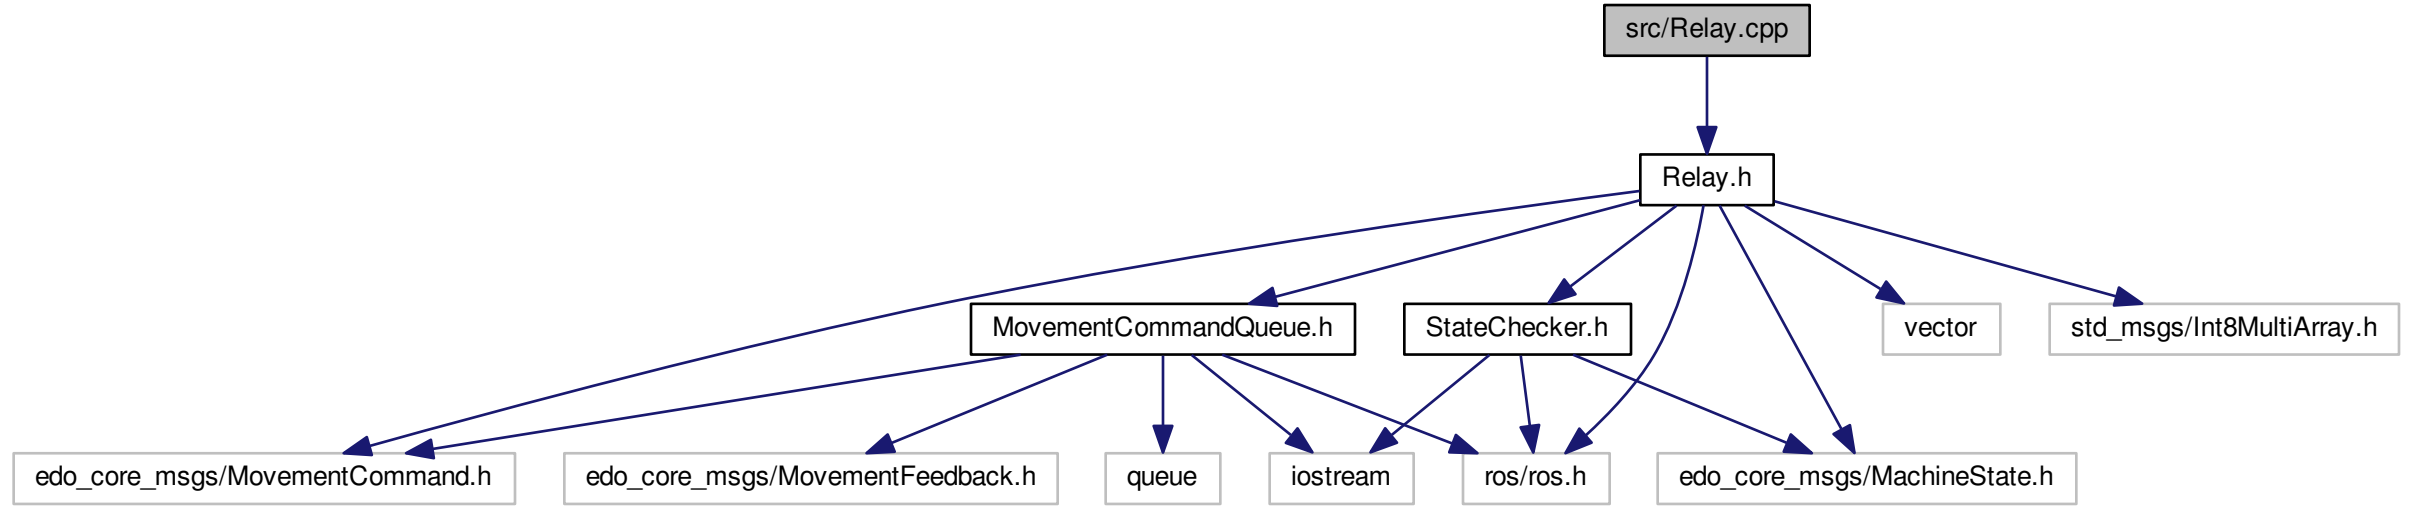 src/Relay.cpp
Relay.h
MovementCommandQueue.h
StateChecker.h
vector
std_msgs/Int8MultiArray.h
edo_core_msgs/MovementCommand.h
edo_core_msgs/MovementFeedback.h
queue
iostream
ros/ros.h
edo_core_msgs/MachineState.h